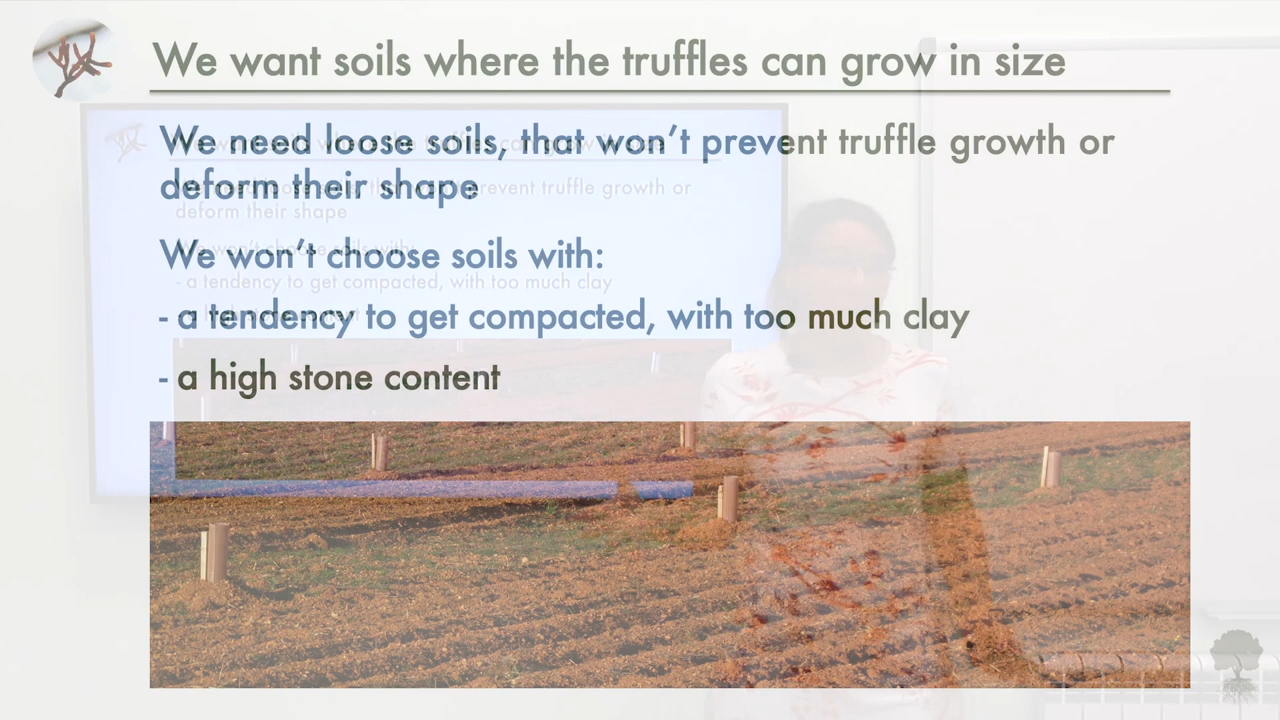 We want soils where the truffles can grow in size
We need loose soils, that won't prevent truffle growth or
deform their shape
We won't choose soils with:
- a tendency to get compacted, with too much clay
- a high stone content